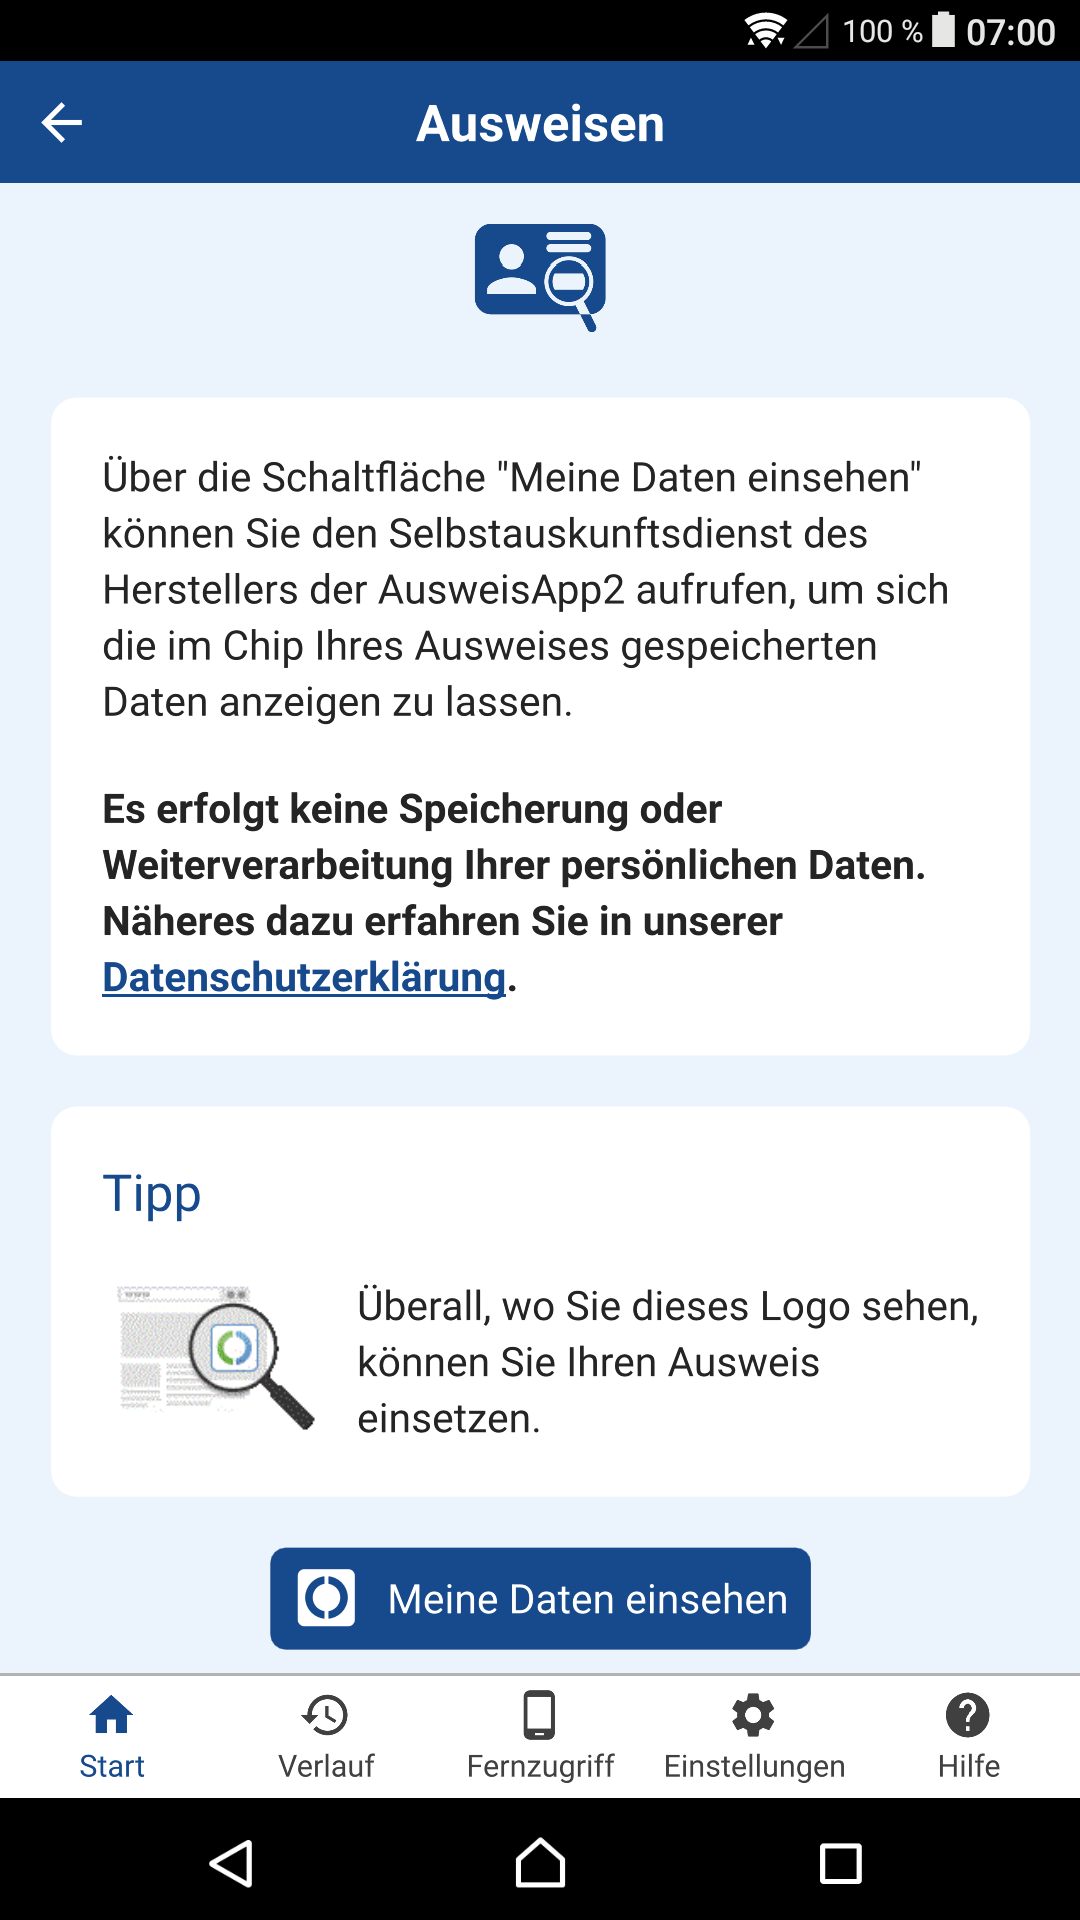 100 % 07:00
Ausweisen
Über die Schaltfläche "Meine Daten einsehen"
können Sie den Selbstauskunftsdienst des
Herstellers der AusweisApp2 aufrufen, um sich
die im Chip Ihres Ausweises gespeicherten
Daten anzeigen zu lassen.
Es erfolgt keine Speicherung oder
Weiterverarbeitung Ihrer persönlichen Daten.
Näheres dazu erfahren Sie in unserer
Datenschutzerklärung.
Tipp
Überall, wo Sie dieses Logo sehen,
können Sie Ihren Ausweis
einsetzen.
Meine Daten einsehen
Start Verlauf Fernzugriff Einstellungen Hilfe